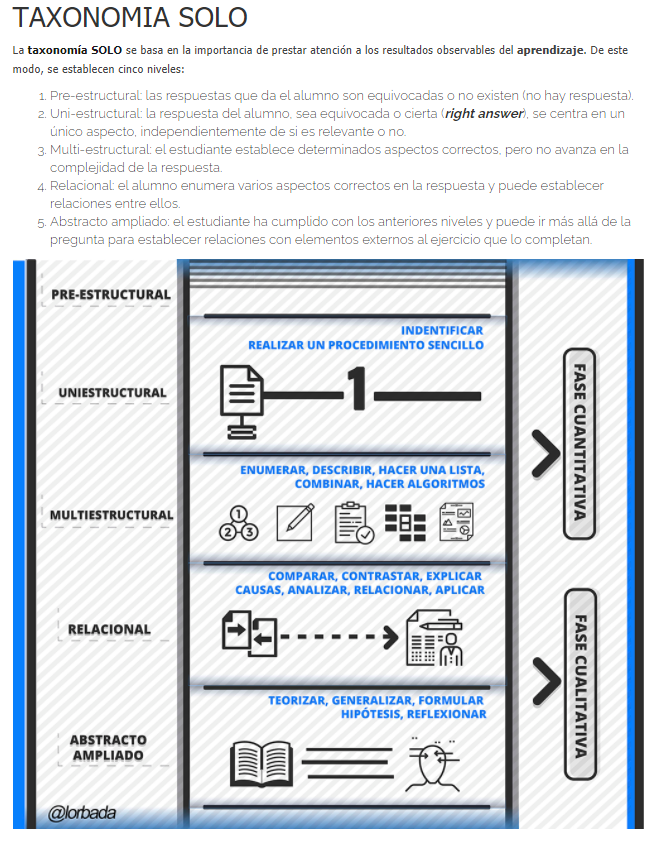 TAXONOMIA SOLO
La taxonomía SOLO se basa en la importancia de prestar atención a los resultados observables del aprendizaje. De este
modo, se establecen cinco niveles:
1. Pre-estructural: las respuestas que da el alumno son equivocadas o no existen (no hay respuesta).
2. Uni-estructural: la respuesta del alumno, sea equivocada o cierta (right answer), se centra en un
único aspecto, independientemente de si es relevante o no.
3. Multi-estructural: el estudiante establece determinados aspectos correctos, pero no avanza en la
complejidad de la respuesta.
4. Relacional: el alumno enumera varios aspectos correctos en la respuesta y puede establecer
relaciones entre ellos.
5. Abstracto ampliado: el estudiante ha cumplido con los anteriores niveles y puede ir más allá de la
pregunta para establecer relaciones con elementos externos al ejercicio que lo completan.
PRE-ESTRUCTURAL
INDENTIFICAR
REALIZAR UN PROCEDIMIENTO SENCILLO
UNIESTRUCTURAL
1
FASE CUANTITATIVA
ENUMERAR, DESCRIBIR, HACER UNA LISTA,
COMBINAR, HACER ALGORITMOS
MULTIESTRUCTURAL
1
2 3
COMPARAR, CONTRASTAR, EXPLICAR
CAUSAS, ANALIZAR, RELACIONAR, APLICAR
RELACIONAL
FASE CUALITATIVA
TEORIZAR, GENERALIZAR, FORMULAR
HIPÓTESIS, REFLEXIONAR
ABSTRACTO
AMPLIADO
@lorbada